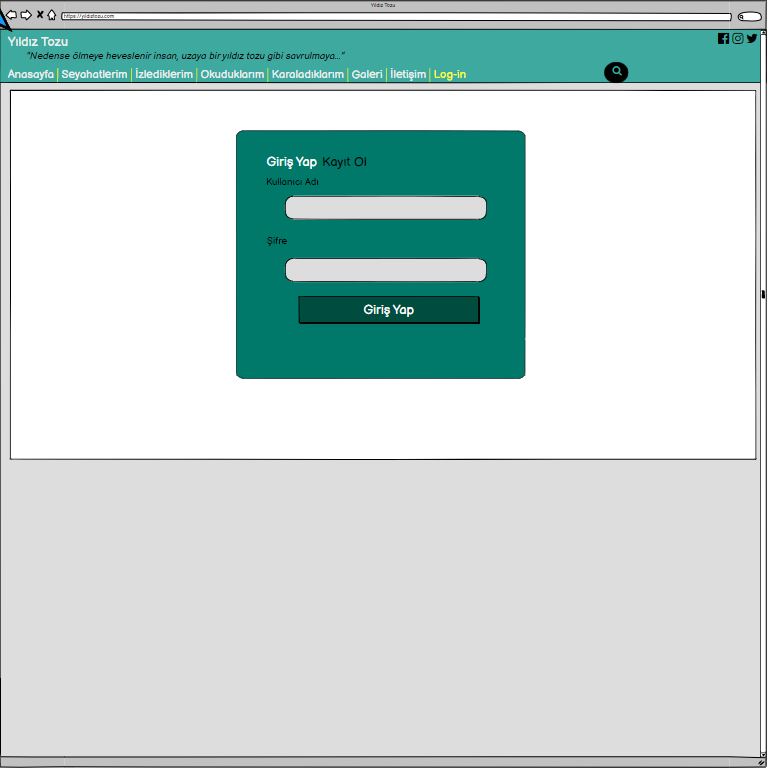 Yıldız Tozu
https://yildiztozu.com
Yıldız Tozu
"Nedense ölmeye heveslenir insan, uzaya bir yıldız tozu gibi savrulmaya..."
Anasayfa | Seyahatlerim | İzlediklerim | Okuduklarım | Karaladıklarım | Galeri | İletişim | Log-in
Giriş Yap Kayıt Ol
Kullanıcı Adı
Şifre
Giriş Yap